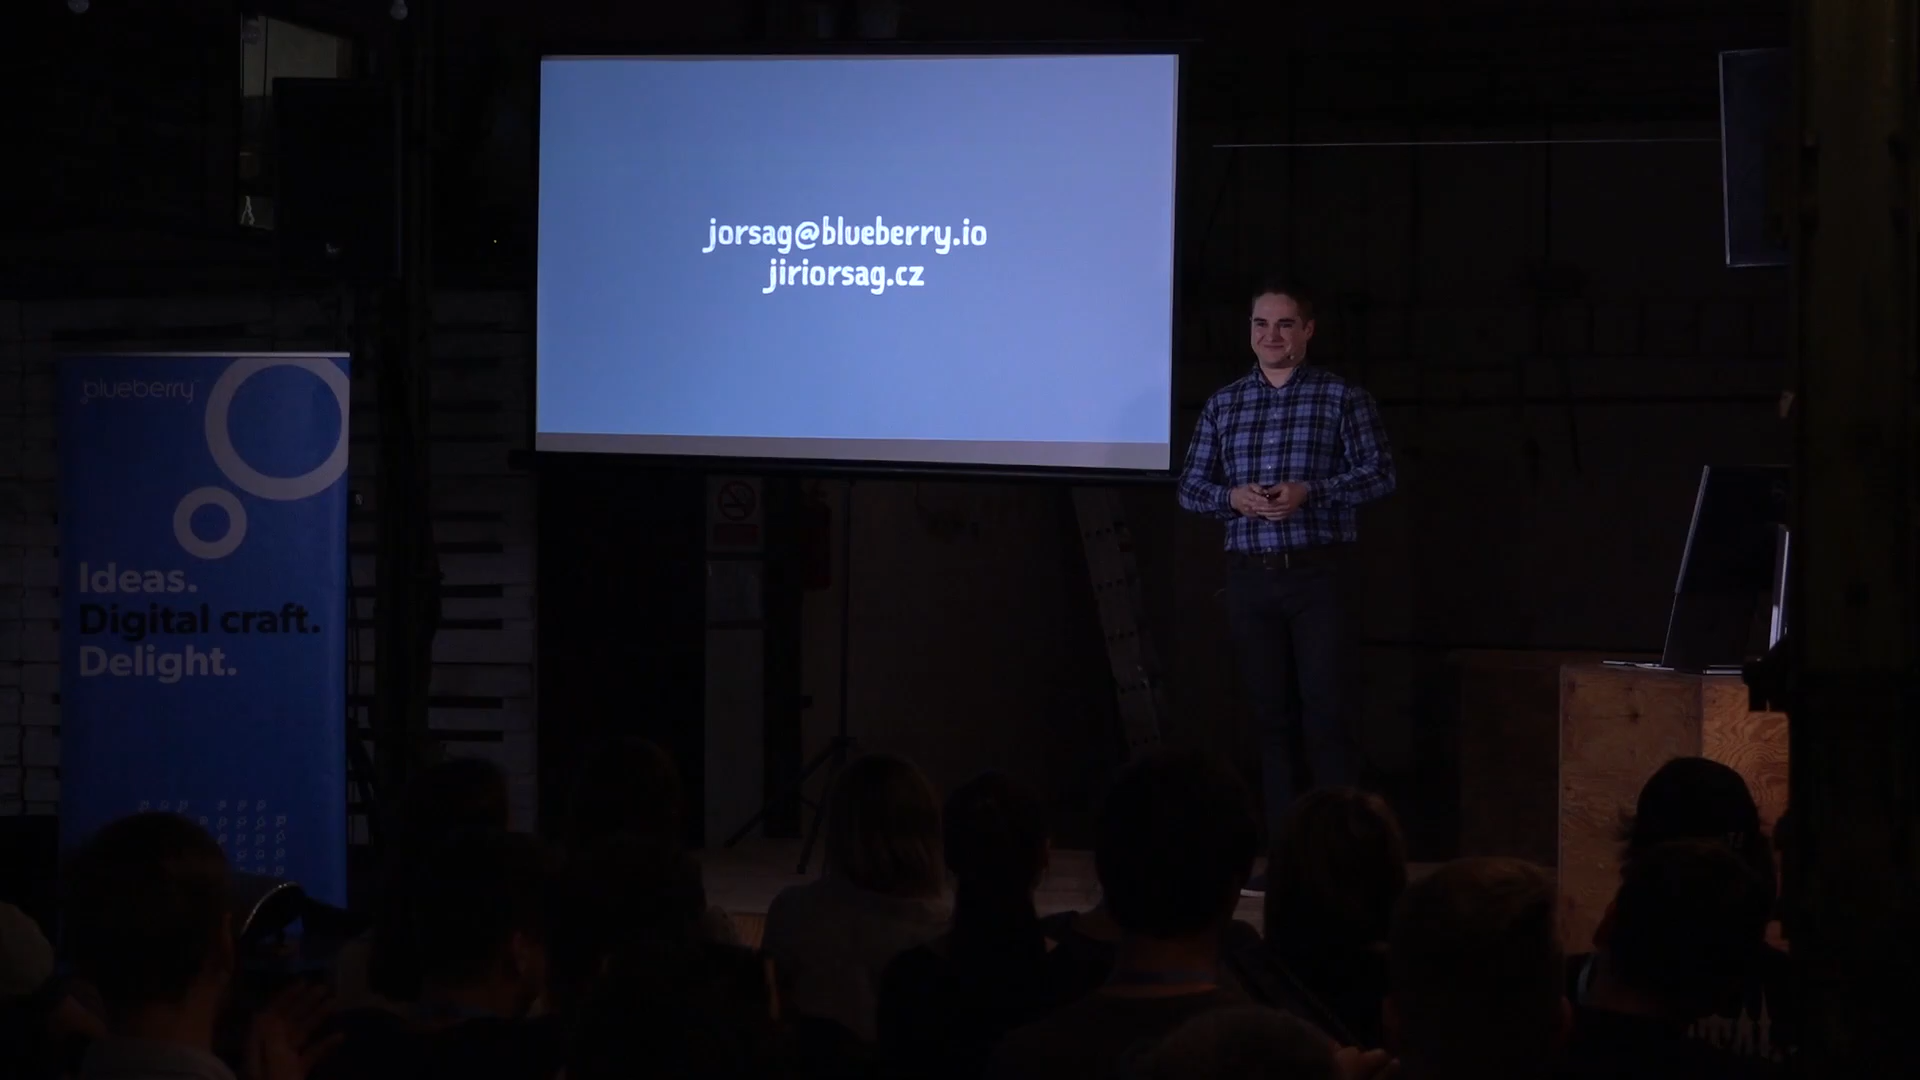 jorsag@blueberry.io
jiriorsag.cz
blueberry
Ideas.
Digital craft.
Delight.